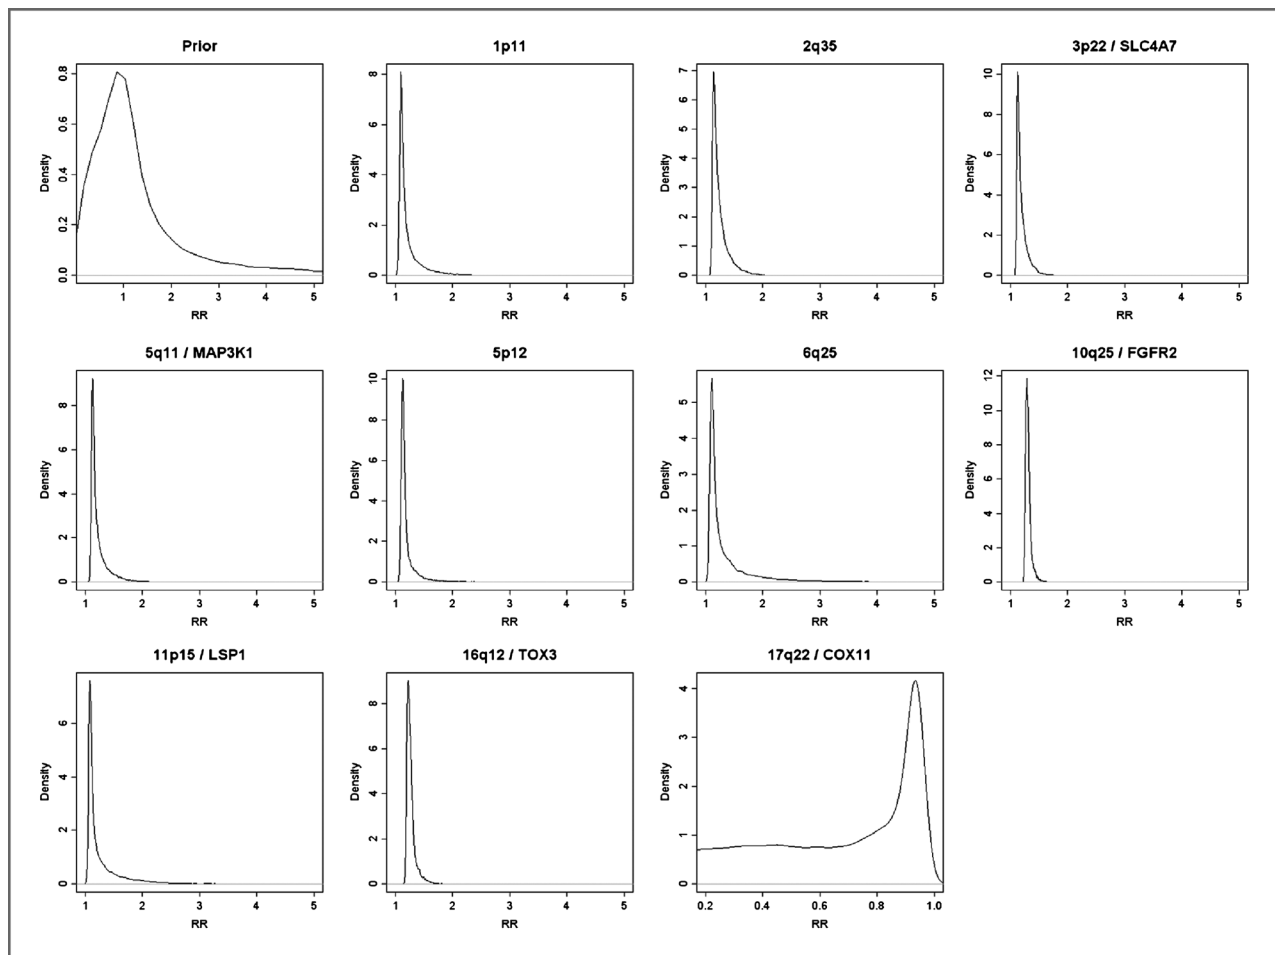 Prior
1p11
2q35
3p22 / SLC4A7
Density
0.0 0.2 0.4 0.6 0.8
1 2 3 4 5
RR
Density
0 2 4 6 8
1 2 3 4 5
RR
Density
0 1 2 3 4 5 6 7
1 2 3 4 5
RR
Density
0 2 4 6 8 10
1 2 3 4 5
RR
5q11 / MAP3K1
5p12
6q25
10q25 / FGFR2
Density
0 2 4 6 8
1 2 3 4 5
RR
Density
0 2 4 6 8 10
1 2 3 4 5
RR
Density
0 1 2 3 4 5
1 2 3 4 5
RR
Density
0 2 4 6 8 10 12
1 2 3 4 5
RR
11p15 / LSP1
16q12 / TOX3
17q22 / COX11
Density
0 2 4 6
1 2 3 4 5
RR
Density
0 2 4 6 8
1 2 3 4 5
RR
Density
0 1 2 3 4
0.2 0.4 0.6 0.8 1.0
RR